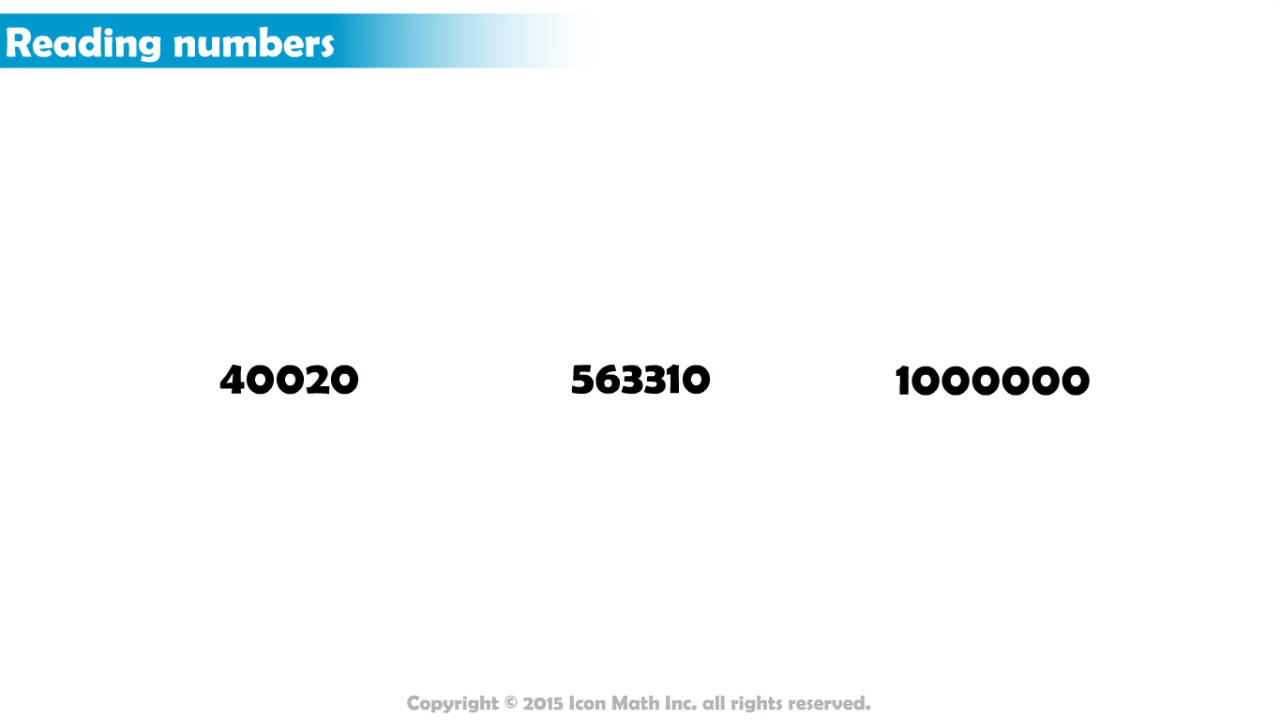 Reading numbers
40020 563310 1000000
Copyright © 2015 Icon Math Inc. all rights reserved.